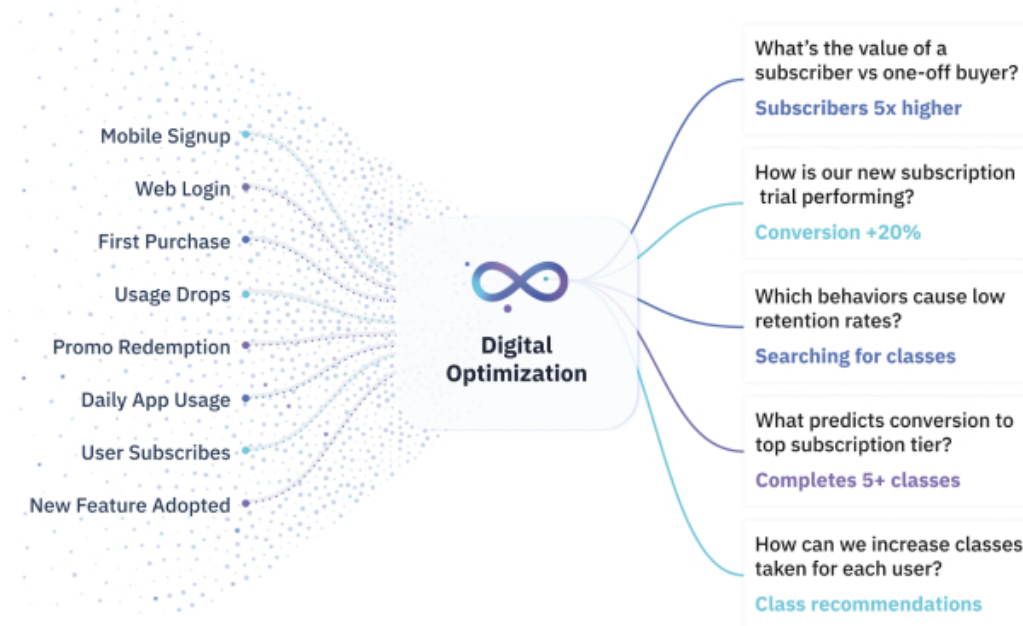 Mobile Signup
Web Login
First Purchase
Usage Drops
Promo Redemption
Daily App Usage
User Subscribes
New Feature Adopted
Digital
Optimization
What's the value of a
subscriber vs one-off buyer?
Subscribers 5x higher
How is our new subscription
trial performing?
Conversion +20%
Which behaviors cause low
retention rates?
Searching for classes
What predicts conversion to
top subscription tier?
Completes 5+ classes
How can we increase classes
taken for each user?
Class recommendations